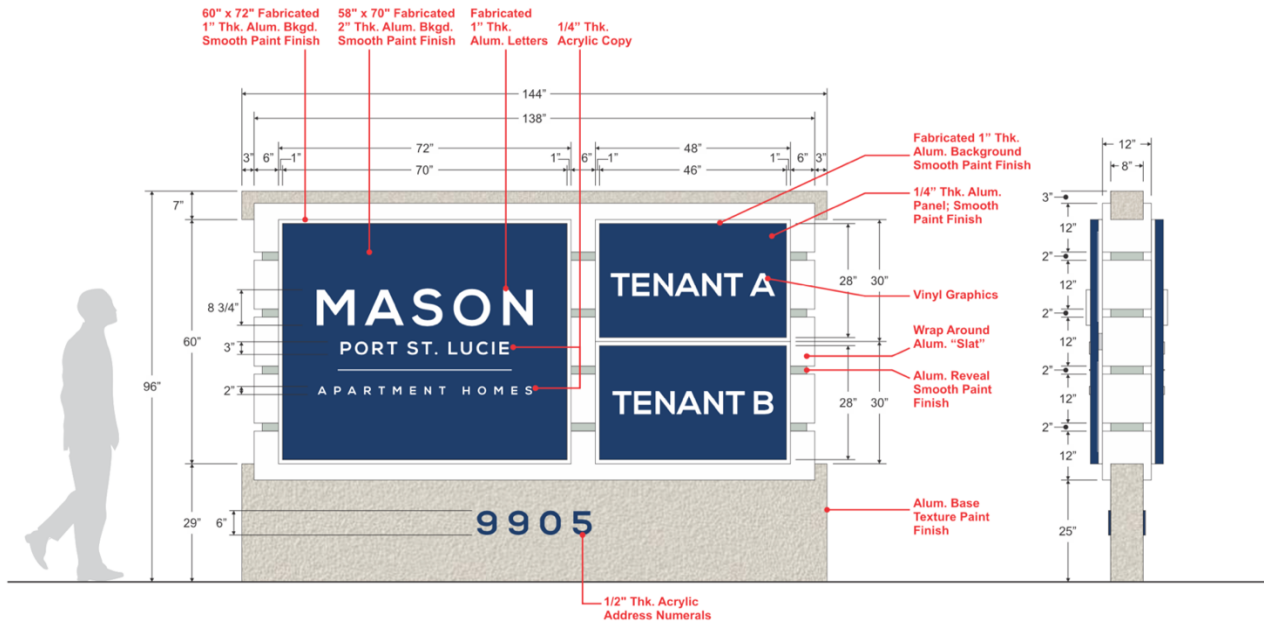 60" x 72" Fabricated
1” Thk. Alum. Bkgd.
Smooth Paint Finish
58" x 70" Fabricated
2” Thk. Alum. Bkgd.
Smooth Paint Finish
Fabricated
1” Thk.
Alum. Letters
1/4” Thk.
Acrylic Copy
144”
138”
72”
48”
3”
6”
1”
1”
6”
1”
1”
6”
3”
70”
46”
Fabricated 1” Thk.
Alum. Background
Smooth Paint Finish
1/4” Thk. Alum.
Panel; Smooth
Paint Finish
Vinyl Graphics
Wrap Around
Alum. “Slat”
Alum. Reveal
Smooth Paint
Finish
Alum. Base
Texture Paint
Finish
7”
60”
96”
29”
8 3/4”
3”
2”
6”
MASON
PORT ST. LUCIE
APARTMENT HOMES
TENANT A
TENANT B
28”
30”
28”
30”
9905
1/2" Thk. Acrylic
Address Numerals
12”
8”
3”
12”
2”
12”
2”
12”
2”
12”
2”
12”
25”